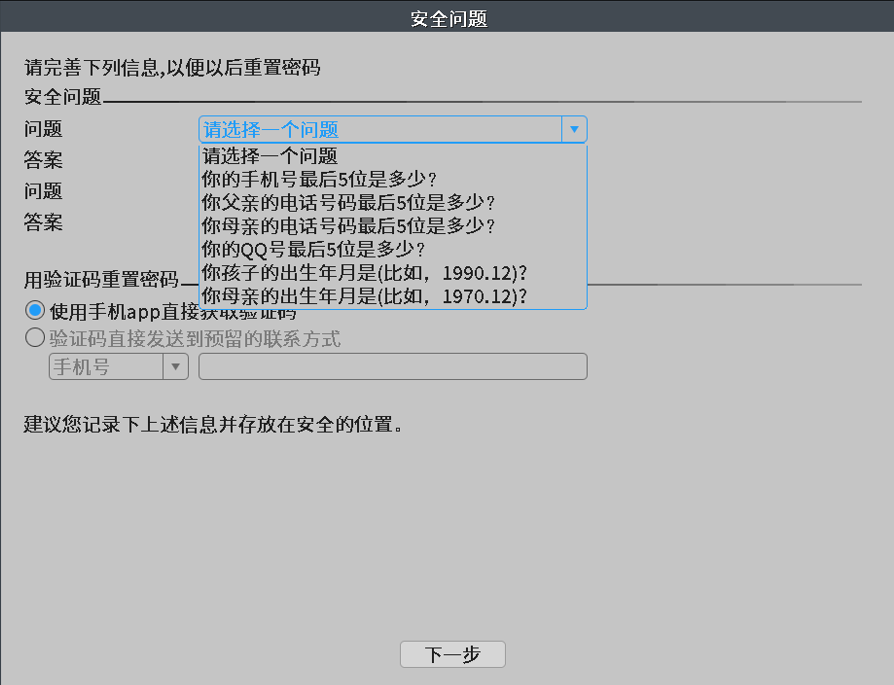 安全问题
请完善下列信息,以便以后重置密码
安全问题
问题
请选择一个问题
答案
问题
答案
请选择一个问题
你的手机号最后5位是多少?
你父亲的电话号码最后5位是多少?
你母亲的电话号码最后5位是多少?
你的QQ号最后5位是多少?
你孩子的出生年月是(比如，1990.12)?
你母亲的出生年月是(比如，1970.12)?
用验证码重置密码
使用手机app直接获取验证码
验证码直接发送到预留的联系方式
手机号
建议您记录下上述信息并存放在安全的位置。
下一步